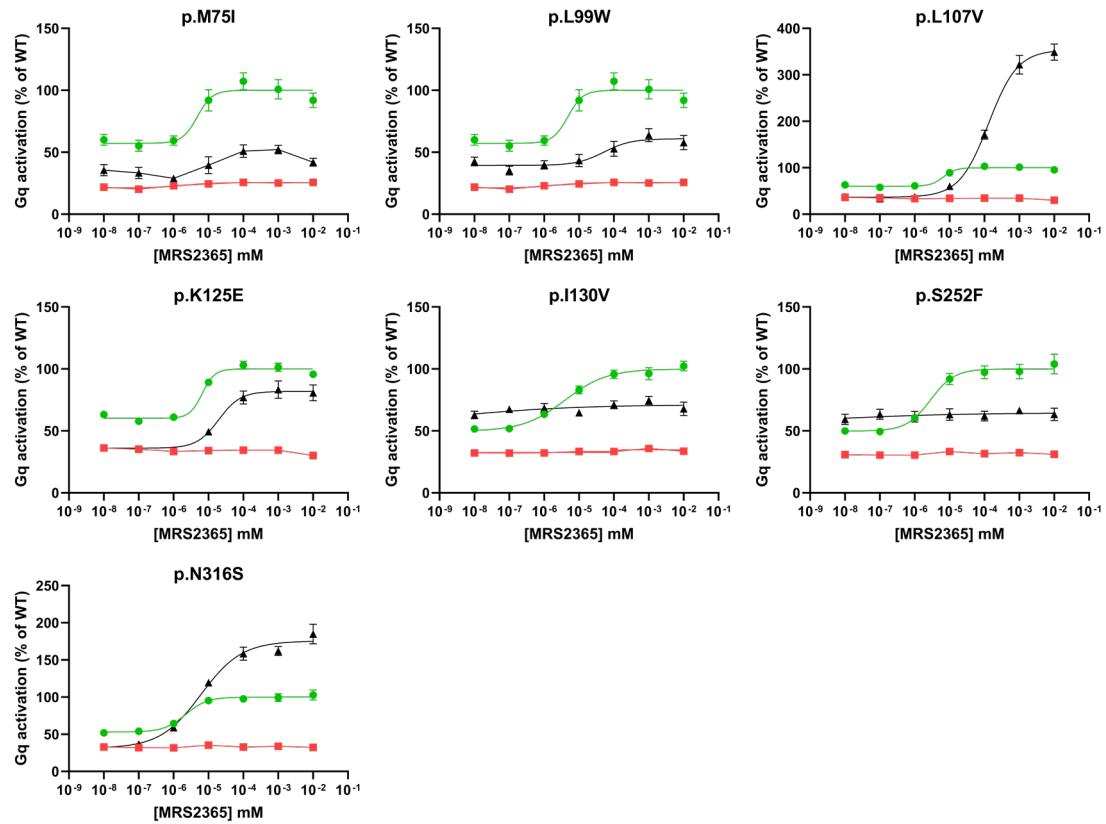 p.M75I
Gq activation (% of WT)
150
100
50
0
10-9 10-8 10-7 10-6 10-5 10-4 10-3 10-2 10-1
[MRS2365] mM
p.L99W
Gq activation (% of WT)
150
100
50
0
10-9 10-8 10-7 10-6 10-5 10-4 10-3 10-2 10-1
[MRS2365] mM
p.L107V
Gq activation (% of WT)
400
300
200
100
0
10-9 10-8 10-7 10-6 10-5 10-4 10-3 10-2 10-1
[MRS2365] mM
p.K125E
Gq activation (% of WT)
150
100
50
0
10-9 10-8 10-7 10-6 10-5 10-4 10-3 10-2 10-1
[MRS2365] mM
p.I130V
Gq activation (% of WT)
150
100
50
0
10-9 10-8 10-7 10-6 10-5 10-4 10-3 10-2 10-1
[MRS2365] mM
p.S252F
Gq activation (% of WT)
150
100
50
0
10-9 10-8 10-7 10-6 10-5 10-4 10-3 10-2 10-1
[MRS2365] mM
p.N316S
Gq activation (% of WT)
250
200
150
100
50
0
10-9 10-8 10-7 10-6 10-5 10-4 10-3 10-2 10-1
[MRS2365] mM